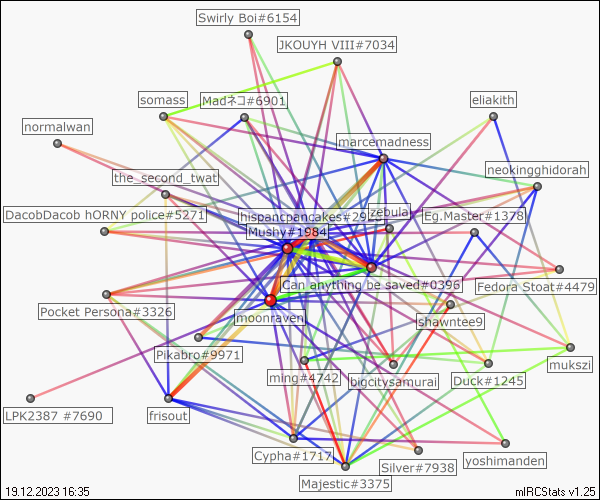 Swirly Boi#6154
JKOUYH VIII#7034
somass
Madネコ#6901
eliakith
normalwan
marcemadness
the_second_twat
neokingghidorah
DacobDacob hORNY police#5271
hispancpancakes#29
zebula
Eg.Master#1378
Mushy#1984
Can anything be saved#0396
Fedora Stoat#4479
Pocket Persona#3326
moonraven
shawntee9
Pikabro#9971
mukszi
ming#4742
bigcitysamurai
Duck#1245
LPK2387 #7690
frisout
Cypha#1717
Silver#7938
yoshimenden
Majestic#3375
19.12.2023 16:35
mIRCStats v1.25